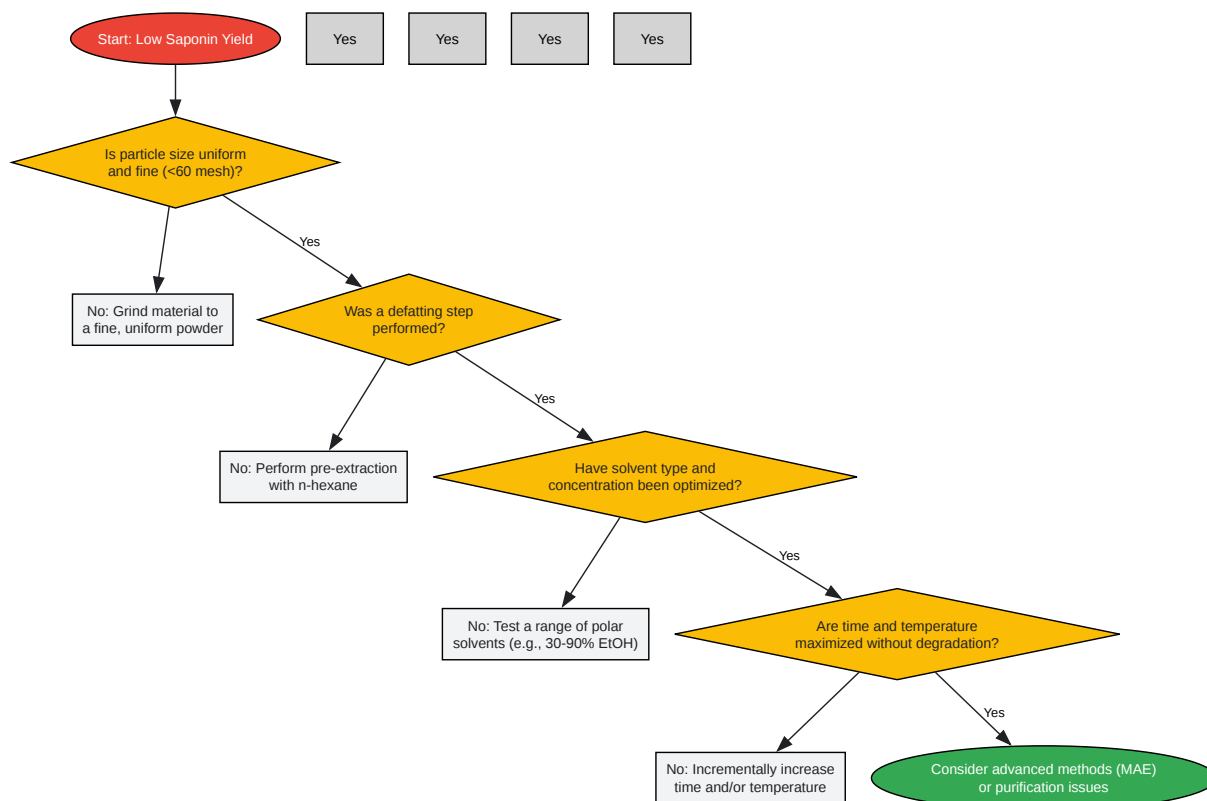 Start: Low Saponin Yield
Yes
Yes
Yes
Yes
Is particle size uniform
and fine (<60 mesh)?
Yes
No: Grind material to
a fine, uniform powder
Was a defatting step
performed?
Yes
No: Perform pre-extraction
with n-hexane
Have solvent type and
concentration been optimized?
Yes
No: Test a range of polar
solvents (e.g., 30-90% EtOH)
Are time and temperature
maximized without degradation?
Yes
No: Incrementally increase
time and/or temperature
Consider advanced methods (MAE)
or purification issues